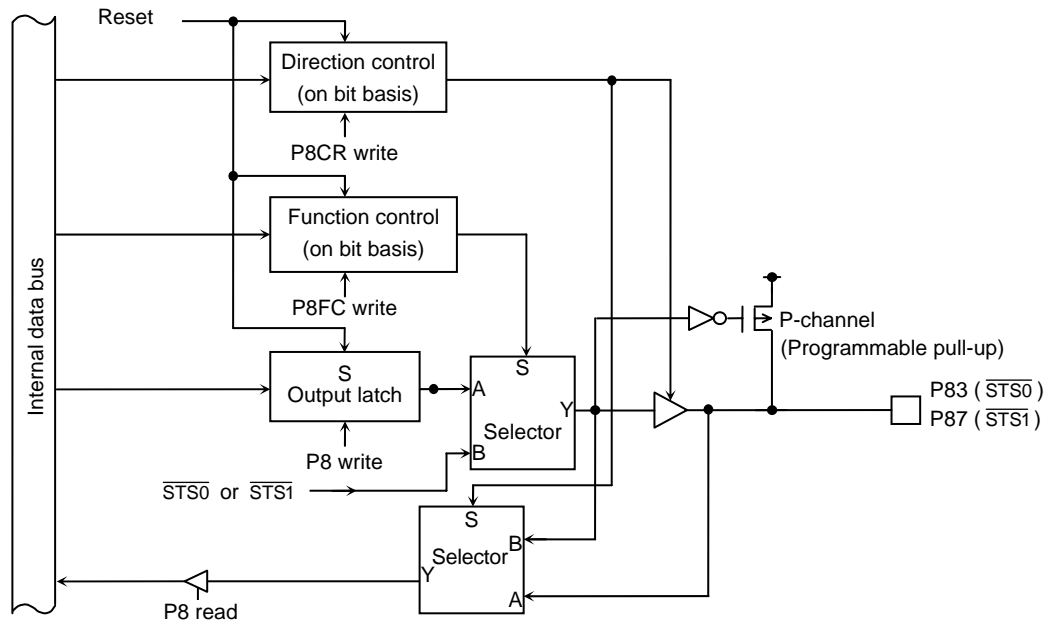 Reset
Direction control
(on bit basis)
P8CR write
Function control
(on bit basis)
P8FC write
Internal data bus
S
Output latch
P8 write
A
S
Y
Selector
B
STS0 or STS1
P-channel
(Programmable pull-up)
P83 ( STS0 )
P87 ( STS1 )
S
B
Selector
Y
A
P8 read